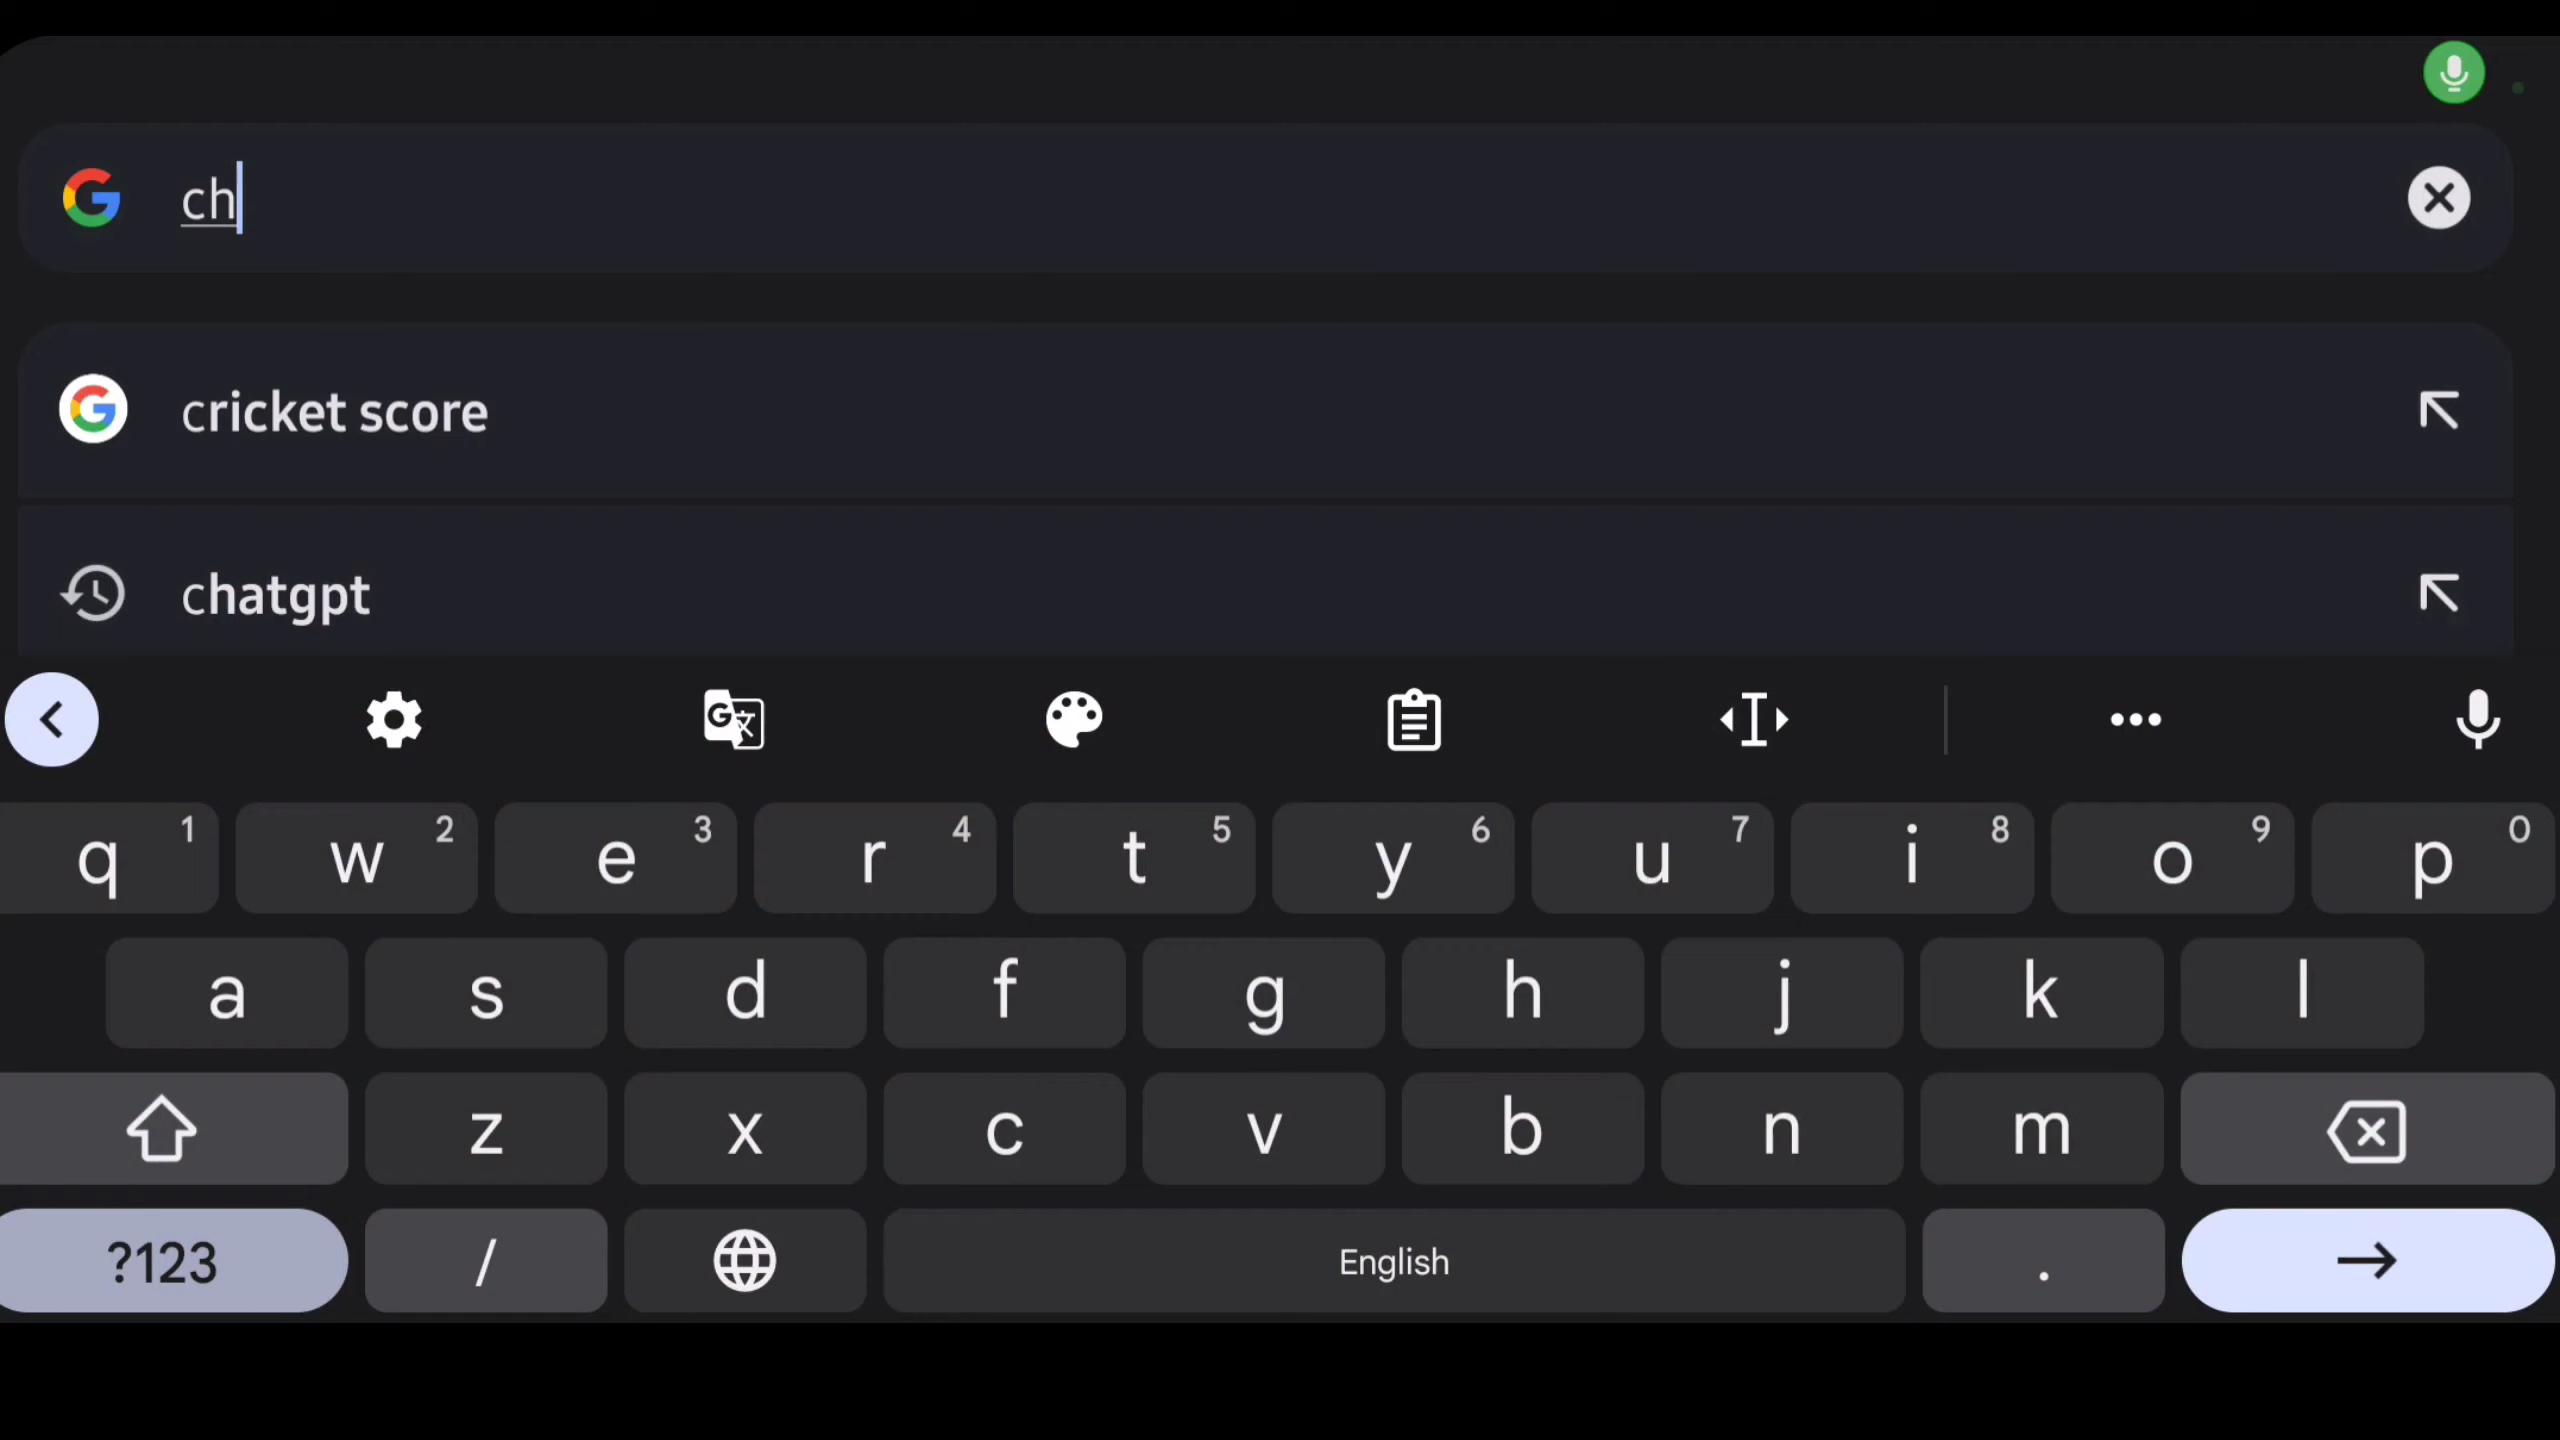 ch
cricket score
chatgpt
q 1 w 2 e 3 r 4 t 5 y 6 u 7 i 8 o 9 p 0
a s d f g h j k l
z x c v b n m
?123 / English .